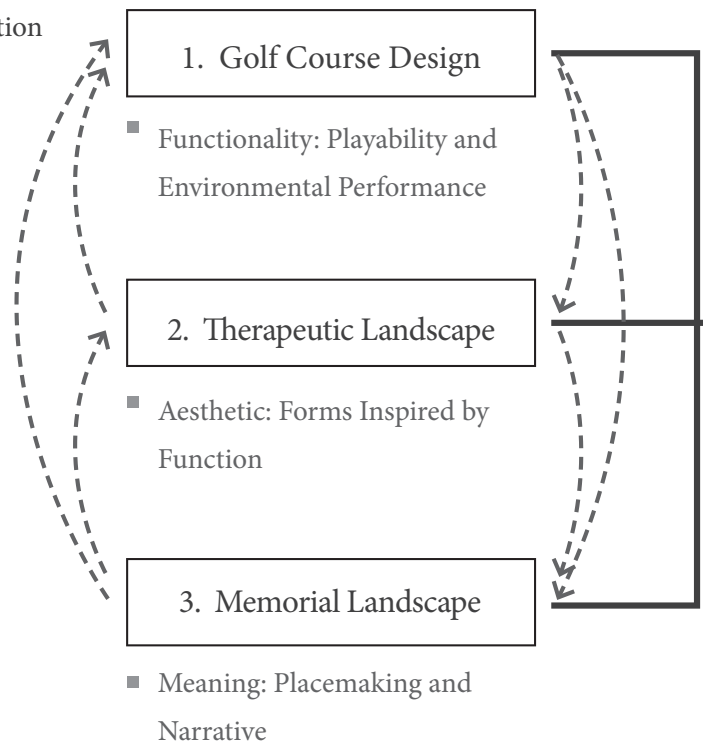 1. Golf Course Design
Functionality: Playability and
Environmental Performance
2. Therapeutic Landscape
Aesthetic: Forms Inspired by
Function
3. Memorial Landscape
Meaning: Placemaking and
Narrative